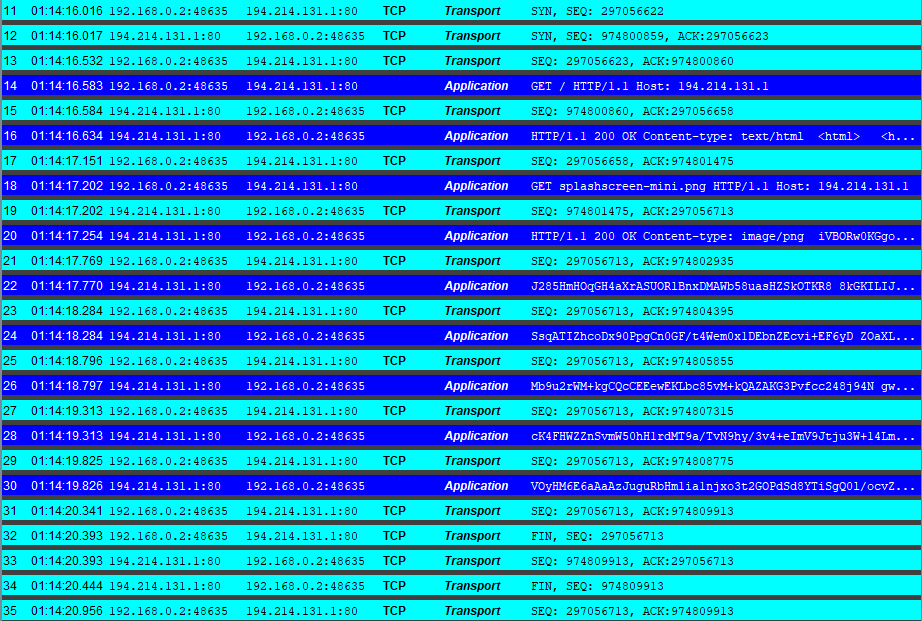 11 01:14:16.016 192.168.0.2:48635 194.214.131.1:80 TCP Transport SYN, SEQ: 297056622
12 01:14:16.017 194.214.131.1:80 192.168.0.2:48635 TCP Transport SYN, SEQ: 974800859, ACK:297056623
13 01:14:16.532 192.168.0.2:48635 194.214.131.1:80 TCP Transport SEQ: 297056623, ACK:974800860
14 01:14:16.583 192.168.0.2:48635 194.214.131.1:80 Application GET / HTTP/1.1 Host: 194.214.131.1
15 01:14:16.584 194.214.131.1:80 192.168.0.2:48635 TCP Transport SEQ: 974800860, ACK:297056658
16 01:14:16.634 194.214.131.1:80 192.168.0.2:48635 Application HTTP/1.1 200 OK Content-type: text/html <html> <h...
17 01:14:17.151 192.168.0.2:48635 194.214.131.1:80 TCP Transport SEQ: 297056658, ACK:974801475
18 01:14:17.202 192.168.0.2:48635 194.214.131.1:80 Application GET splashscreen-mini.png HTTP/1.1 Host: 194.214.131.1
19 01:14:17.202 194.214.131.1:80 192.168.0.2:48635 TCP Transport SEQ: 974801475, ACK:297056713
20 01:14:17.254 194.214.131.1:80 192.168.0.2:48635 Application HTTP/1.1 200 OK Content-type: image/png iVBORw0KGgo...
21 01:14:17.769 192.168.0.2:48635 194.214.131.1:80 TCP Transport SEQ: 297056713, ACK:974802935
22 01:14:17.770 194.214.131.1:80 192.168.0.2:48635 Application
23 01:14:18.284 192.168.0.2:48635 194.214.131.1:80 TCP Transport SEQ: 297056713, ACK:974804395
24 01:14:18.284 194.214.131.1:80 192.168.0.2:48635 Application
25 01:14:18.796 192.168.0.2:48635 194.214.131.1:80 TCP Transport SEQ: 297056713, ACK:974805855
26 01:14:18.797 194.214.131.1:80 192.168.0.2:48635 Application Mb9u2rWM+kgCQcCEEewEKLbc85vM+kQAZAKG3Pvfcc248j94N gw...
27 01:14:19.313 192.168.0.2:48635 194.214.131.1:80 TCP Transport SEQ: 297056713, ACK:974807315
28 01:14:19.313 194.214.131.1:80 192.168.0.2:48635 Application
29 01:14:19.825 192.168.0.2:48635 194.214.131.1:80 TCP Transport SEQ: 297056713, ACK:974808775
30 01:14:19.826 194.214.131.1:80 192.168.0.2:48635 Application
31 01:14:20.341 192.168.0.2:48635 194.214.131.1:80 TCP Transport SEQ: 297056713, ACK:974809913
32 01:14:20.393 192.168.0.2:48635 194.214.131.1:80 TCP Transport FIN, SEQ: 297056713
33 01:14:20.393 194.214.131.1:80 192.168.0.2:48635 TCP Transport SEQ: 974809913, ACK:297056713
34 01:14:20.444 194.214.131.1:80 192.168.0.2:48635 TCP Transport FIN, SEQ: 974809913
35 01:14:20.956 192.168.0.2:48635 194.214.131.1:80 TCP Transport SEQ: 297056713, ACK:974809913